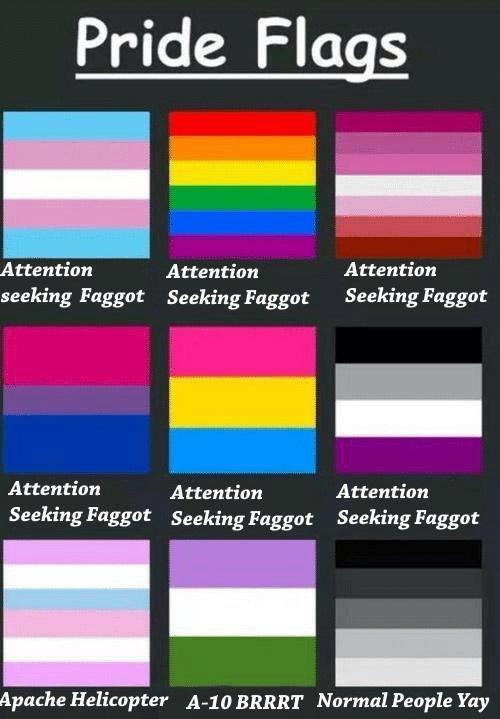 Pride Flags
Attention
seeking Faggot
Attention
Seeking Faggot
Attention
Seeking Faggot
Attention
Seeking Faggot
Attention
Seeking Faggot
Attention
Seeking Faggot
Apache Helicopter
A-10 BRRRT
Normal People Yay